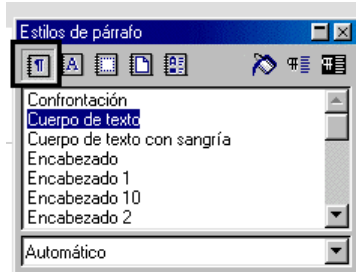 Estilos de párrafo
Confrontación
Cuerpo de texto
Cuerpo de texto con sangría
Encabezado
Encabezado 1
Encabezado 10
Encabezado 2
Automático